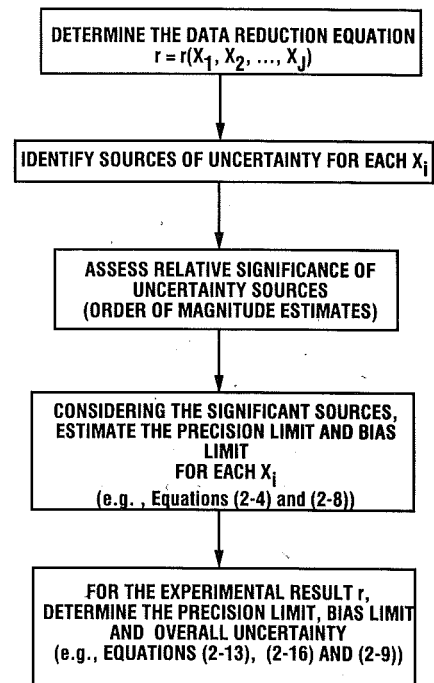 DETERMINE THE DATA REDUCTION EQUATION
r = r(X1, X2, ..., XJ)
IDENTIFY SOURCES OF UNCERTAINTY FOR EACH Xi
ASSESS RELATIVE SIGNIFICANCE OF
UNCERTAINTY SOURCES
(ORDER OF MAGNITUDE ESTIMATES)
CONSIDERING THE SIGNIFICANT SOURCES,
ESTIMATE THE PRECISION LIMIT AND BIAS
LIMIT
FOR EACH Xi
(e.g. , Equations (2-4) and (2-8))
FOR THE EXPERIMENTAL RESULT r,
DETERMINE THE PRECISION LIMIT, BIAS LIMIT
AND OVERALL UNCERTAINTY
(e.g., EQUATIONS (2-13), (2-16) AND (2-9))